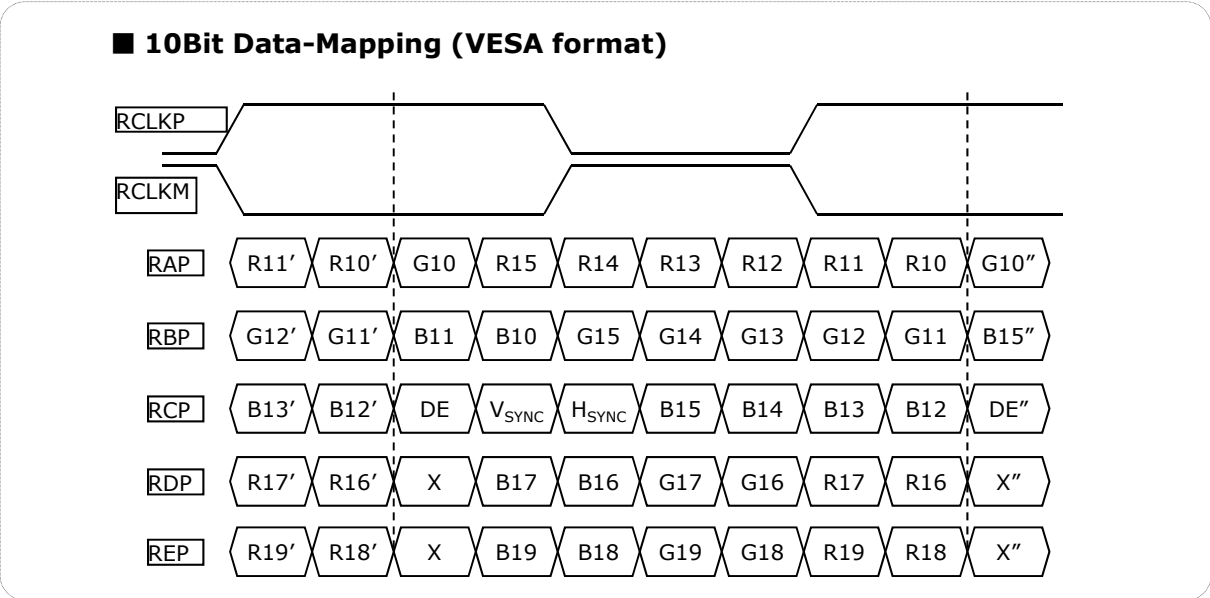 ■ 10Bit Data-Mapping (VESA format)
RCLKP
RCLKM
RAP R11′ R10′ G10 R15 R14 R13 R12 R11 R10 G10″
RBP G12′ G11′ B11 B10 G15 G14 G13 G12 G11 B15″
RCP B13′ B12′ DE VSYNC HSYNC B15 B14 B13 B12 DE″
RDP R17′ R16′ X B17 B16 G17 G16 R17 R16 X″
REP R19′ R18′ X B19 B18 G19 G18 R19 R18 X″